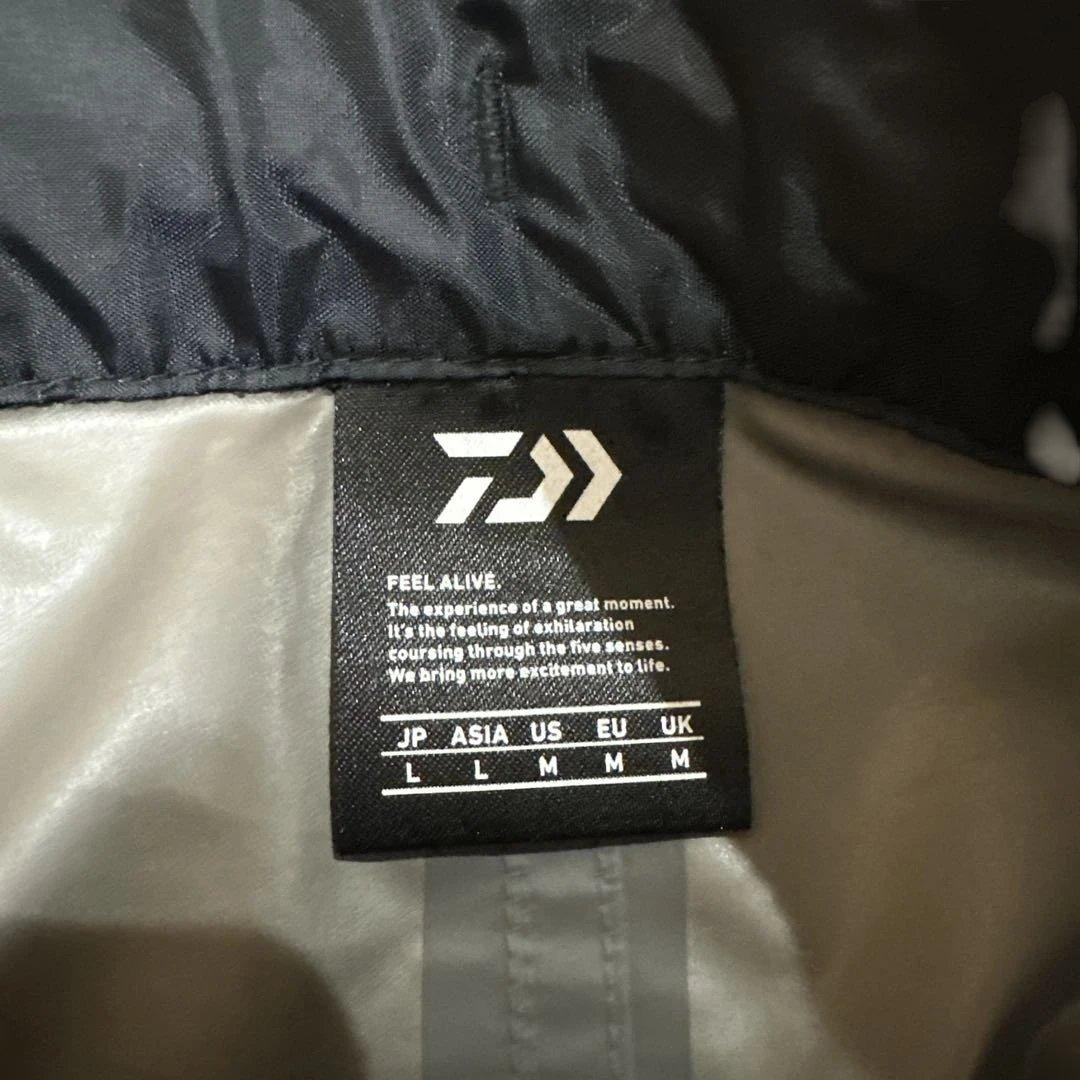 FEEL ALIVE.
The experience of a great moment.
It's the feeling of exhilaration
coursing through the five senses.
We bring more excitement to life.
JP ASIA US EU UK
L L M M M